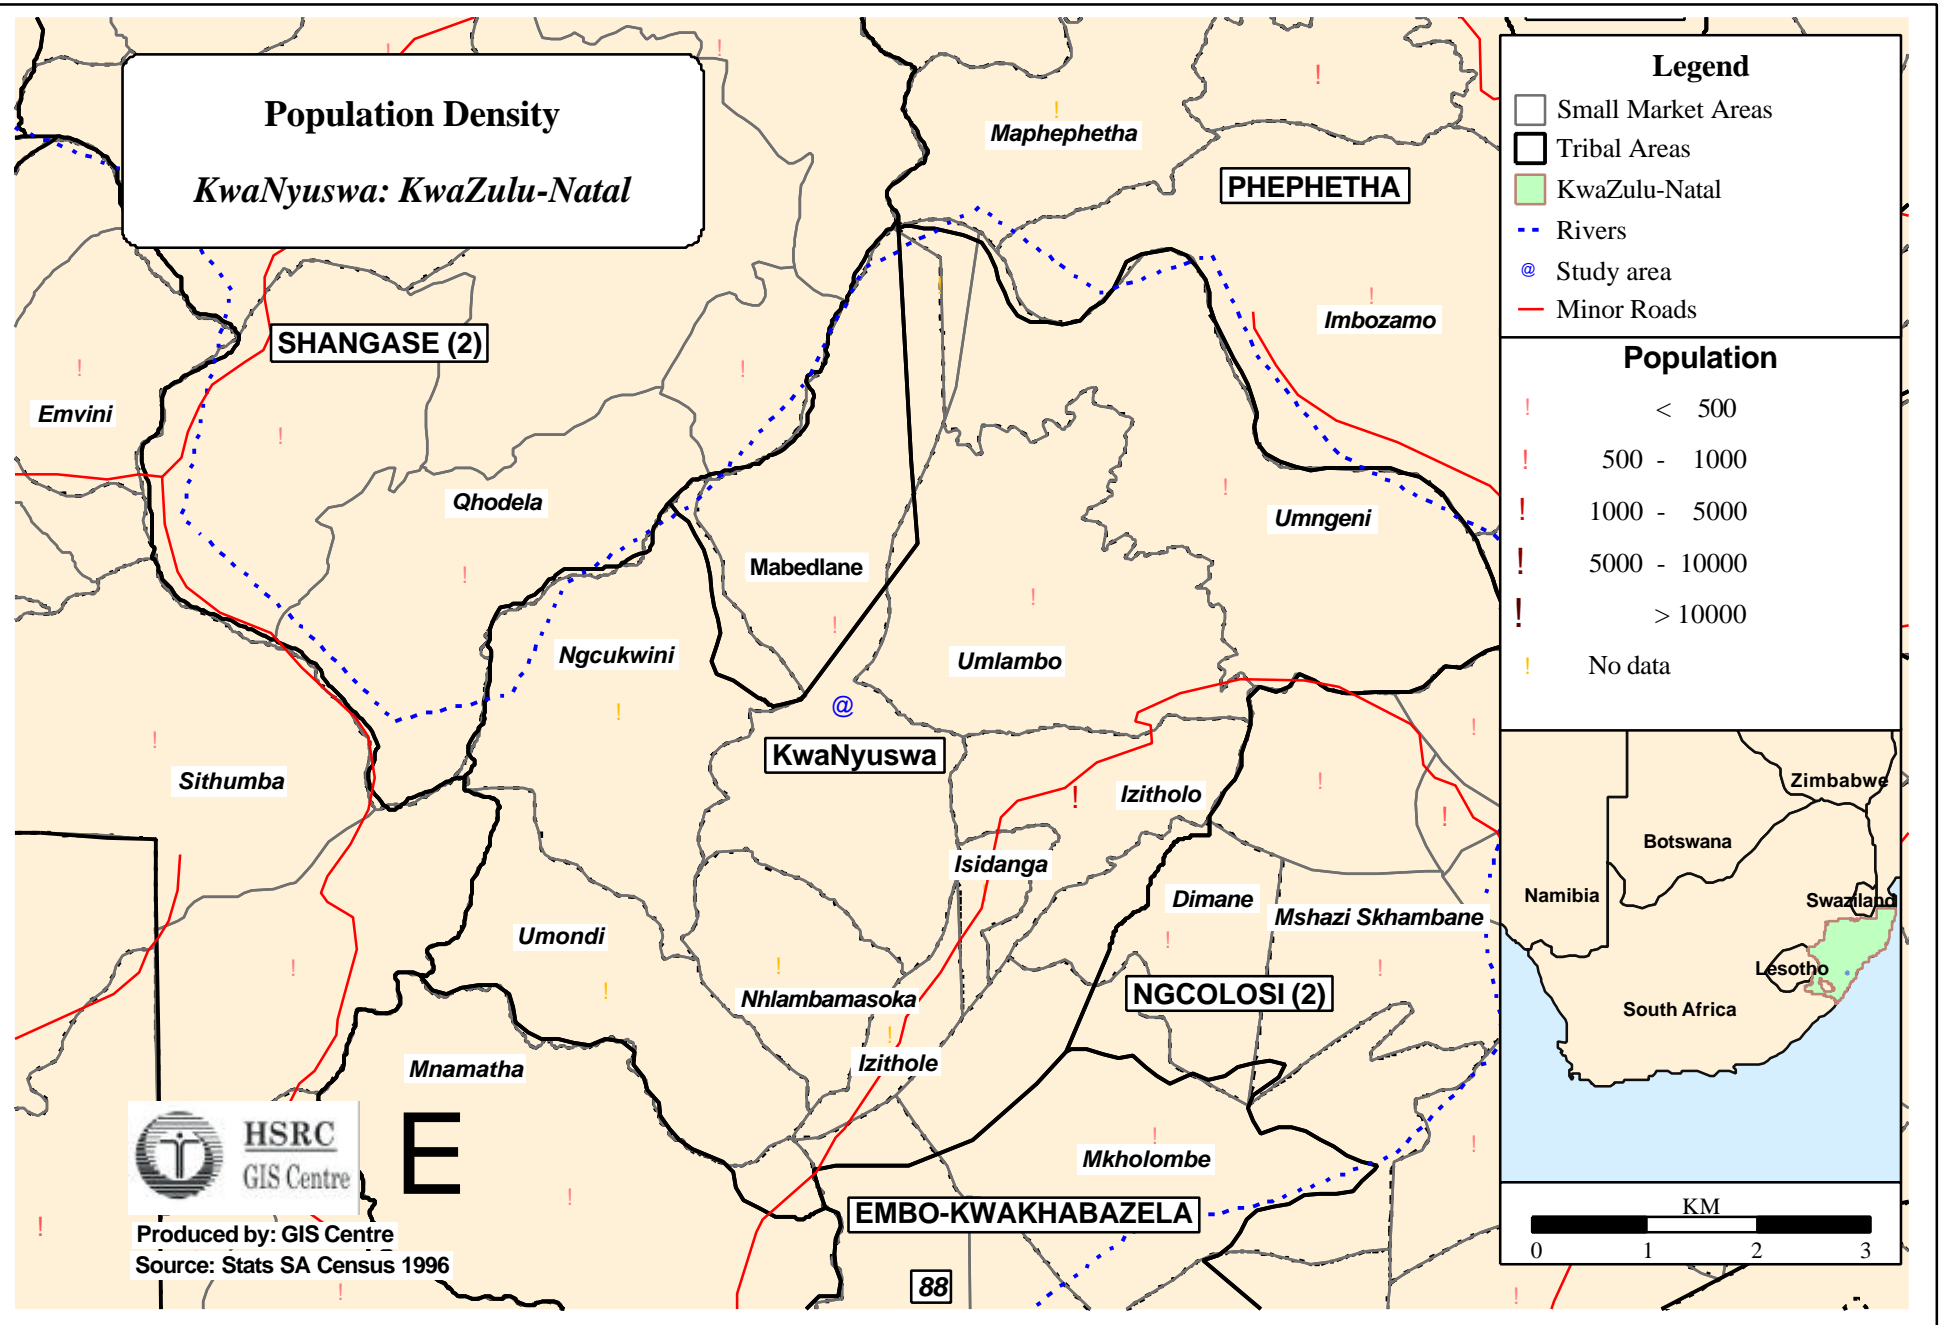 Population Density
KwaNyuswa: KwaZulu-Natal
Maphephetha
PHEPHETHA
Imbozamo
SHANGASE (2)
Emvini
Qhodela
Umngeni
Mabedlane
Ngcukwini
Umlambo
@
KwaNyuswa
Sithumba
Izitholo
Isidanga
Dimane
Mshazi Skhambane
Umondi
Nhlambamasoka
NGCOLOSI (2)
Izithole
Mnamatha
Mkholombe
EMBO-KWAKHABAZELA
88
E
HSRC
GIS Centre
Produced by: GIS Centre
Source: Stats SA Census 1996
Legend
Small Market Areas
Tribal Areas
KwaZulu-Natal
Rivers
@ Study area
Minor Roads
Population
! < 500
! 500 - 1000
! 1000 - 5000
! 5000 - 10000
! > 10000
! No data
Zimbabwe
Botswana
Namibia
Swaziland
Lesotho
South Africa
KM
0 1 2 3